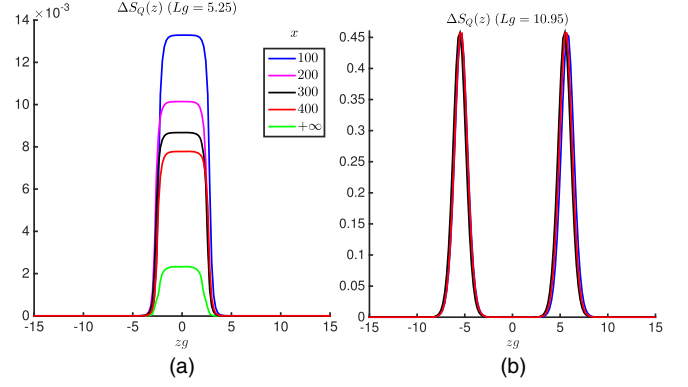 ΔS_Q(z) (Lg = 5.25)
×10^-3
14
12
10
8
6
4
2
0
-15 -10 -5 0 5 10 15
zg
x
100
200
300
400
+∞
(a)
ΔS_Q(z) (Lg = 10.95)
0.45
0.4
0.35
0.3
0.25
0.2
0.15
0.1
0.05
0
-15 -10 -5 0 5 10 15
zg
(b)